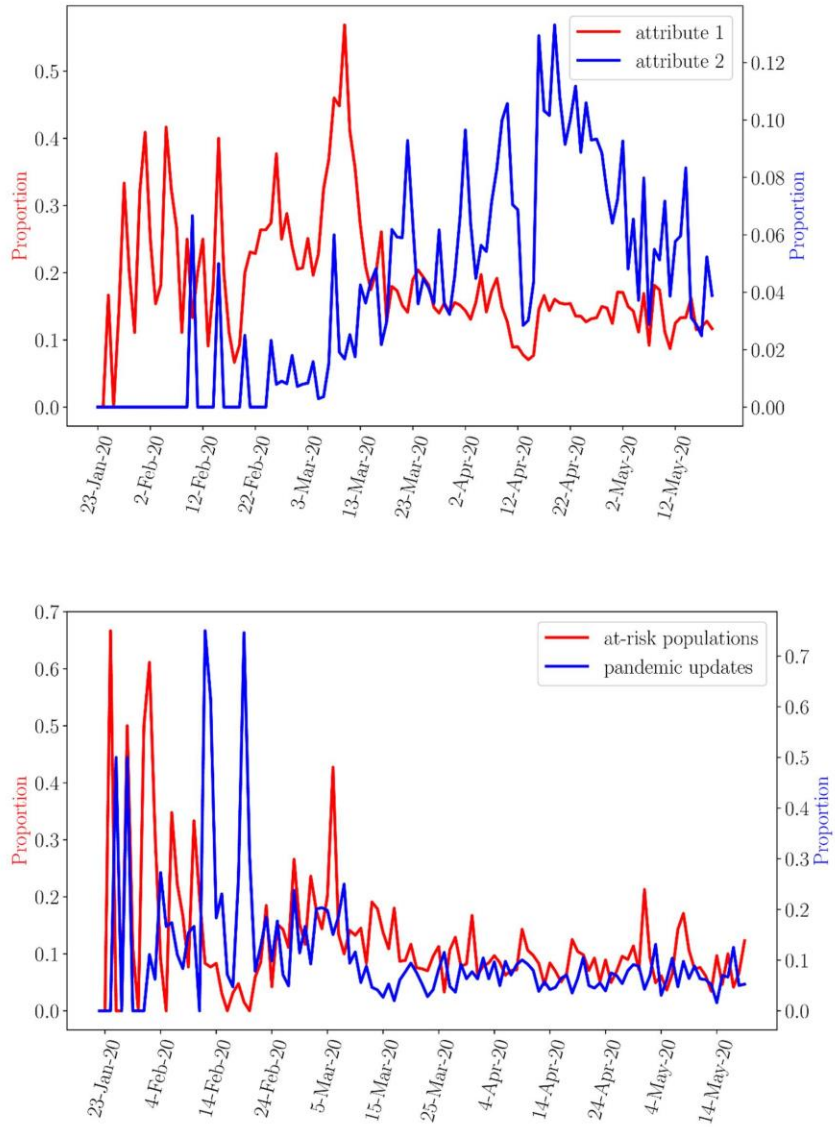 attribute 1
attribute 2
Proportion
0.5
0.4
0.3
0.2
0.1
0.0
0.12
0.10
0.08
0.06
0.04
0.02
0.00
Proportion
23-Jan-20
2-Feb-20
12-Feb-20
22-Feb-20
3-Mar-20
13-Mar-20
23-Mar-20
2-Apr-20
12-Apr-20
22-Apr-20
2-May-20
12-May-20
at-risk populations
pandemic updates
Proportion
0.7
0.6
0.5
0.4
0.3
0.2
0.1
0.0
0.7
0.6
0.5
0.4
0.3
0.2
0.1
0.0
Proportion
23-Jan-20
4-Feb-20
14-Feb-20
24-Feb-20
5-Mar-20
15-Mar-20
25-Mar-20
4-Apr-20
14-Apr-20
24-Apr-20
4-May-20
14-May-20